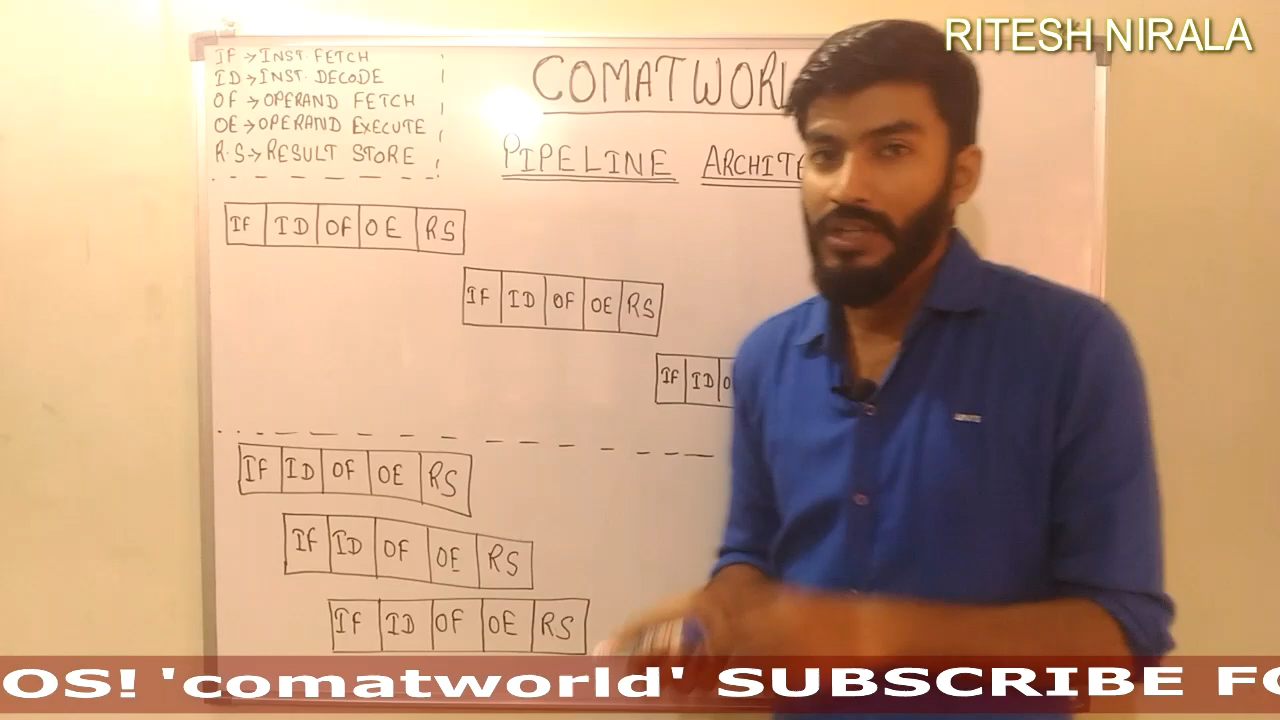 RITESH NIRALA
IF → INST. FETCH
ID → INST. DECODE
OF → OPERAND FETCH
OE → OPERAND EXECUTE
R.S → RESULT STORE
COMATWORL
PIPELINE ARCHITE
IF ID OF OE RS
IF ID OF OE RS
IF ID O
IF ID OF OE RS
IF ID OF OE RS
IF ID OF OE RS
OS! 'comatworld' SUBSCRIBE FO